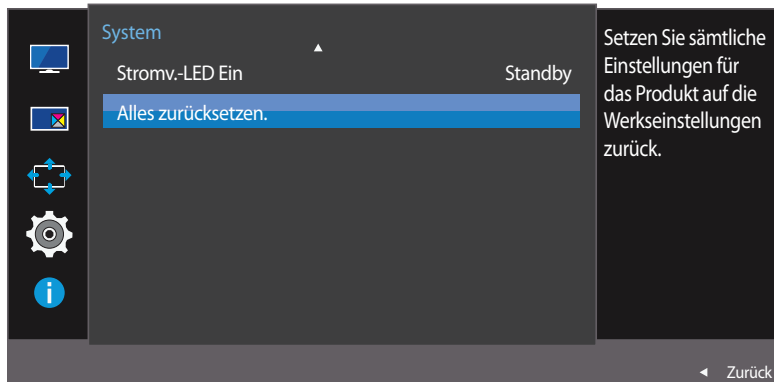 System
Stromv.-LED Ein Standby
Alles zurücksetzen.
Setzen Sie sämtliche
Einstellungen für
das Produkt auf die
Werkseinstellungen
zurück.
Zurück